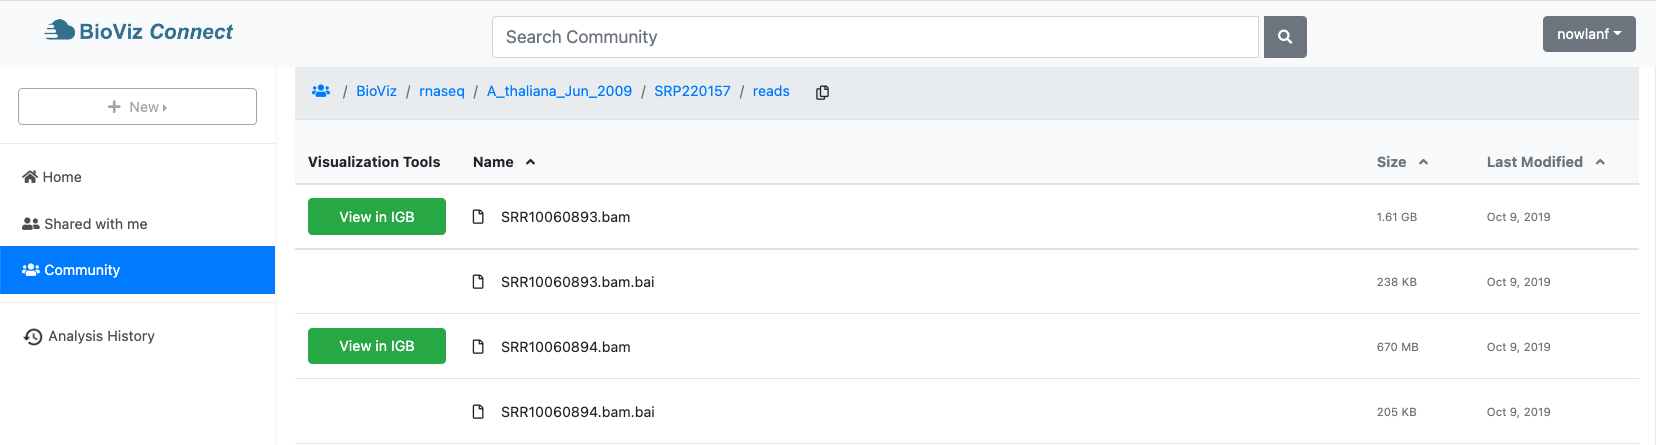 BioViz Connect
Search Community
nowlanf
New
Home
Shared with me
Community
Analysis History
/ BioViz / rnaseq / A_thaliana_Jun_2009 / SRP220157 / reads
Visualization Tools Name Size Last Modified
View in IGB SRR10060893.bam 1.61 GB Oct 9, 2019
SRR10060893.bam.bai 238 KB Oct 9, 2019
View in IGB SRR10060894.bam 670 MB Oct 9, 2019
SRR10060894.bam.bai 205 KB Oct 9, 2019